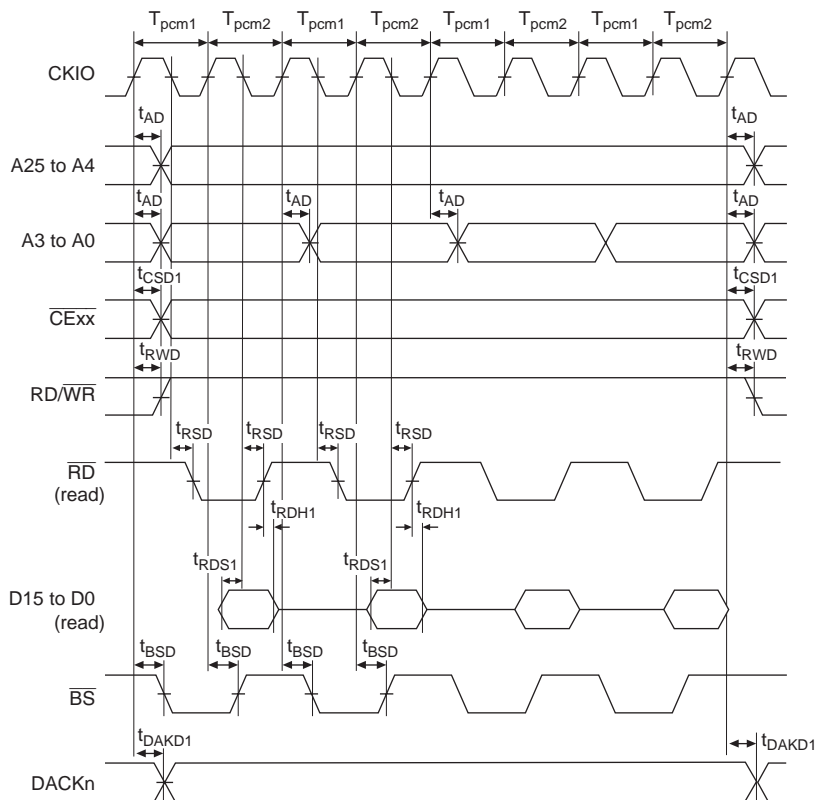 Tpcm1 Tpcm2 Tpcm1 Tpcm2 Tpcm1 Tpcm2 Tpcm1 Tpcm2
CKIO
tAD tAD
A25 to A4
tAD tAD tAD tAD
A3 to A0
tCSD1 tCSD1
CExx
tRWD tRWD
RD/WR
tRSD tRSD tRSD tRSD
RD
(read)
tRDH1 tRDH1
tRDS1 tRDS1
D15 to D0
(read)
tBSD tBSD tBSD tBSD
BS
tDAKD1 tDAKD1
DACKn